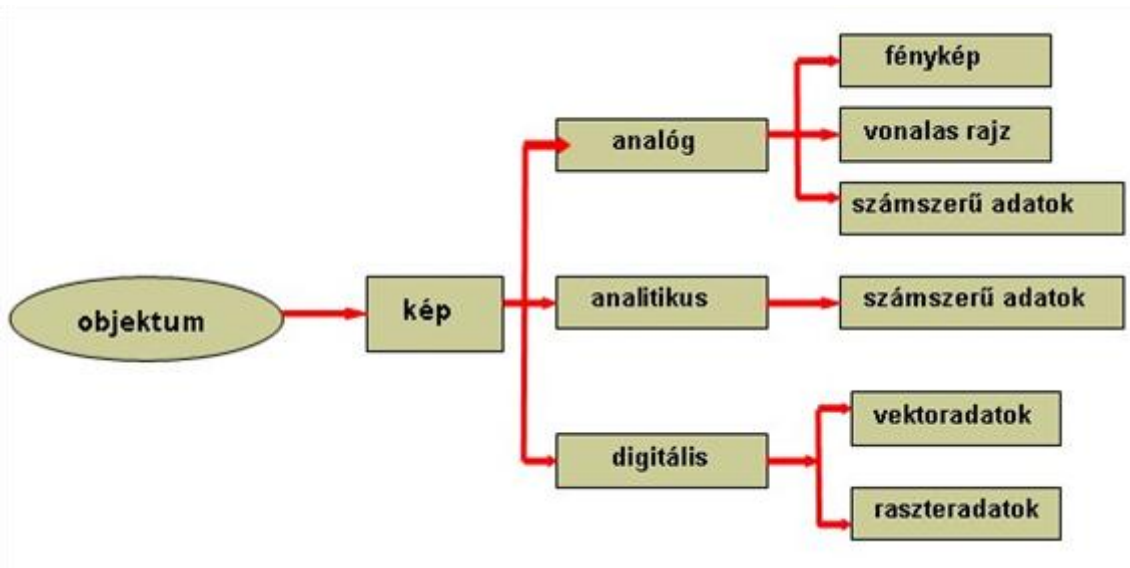 objektum
kép
analóg
fénykép
vonalas rajz
számszerű adatok
analitikus
számszerű adatok
digitális
vektoradatok
raszteradatok